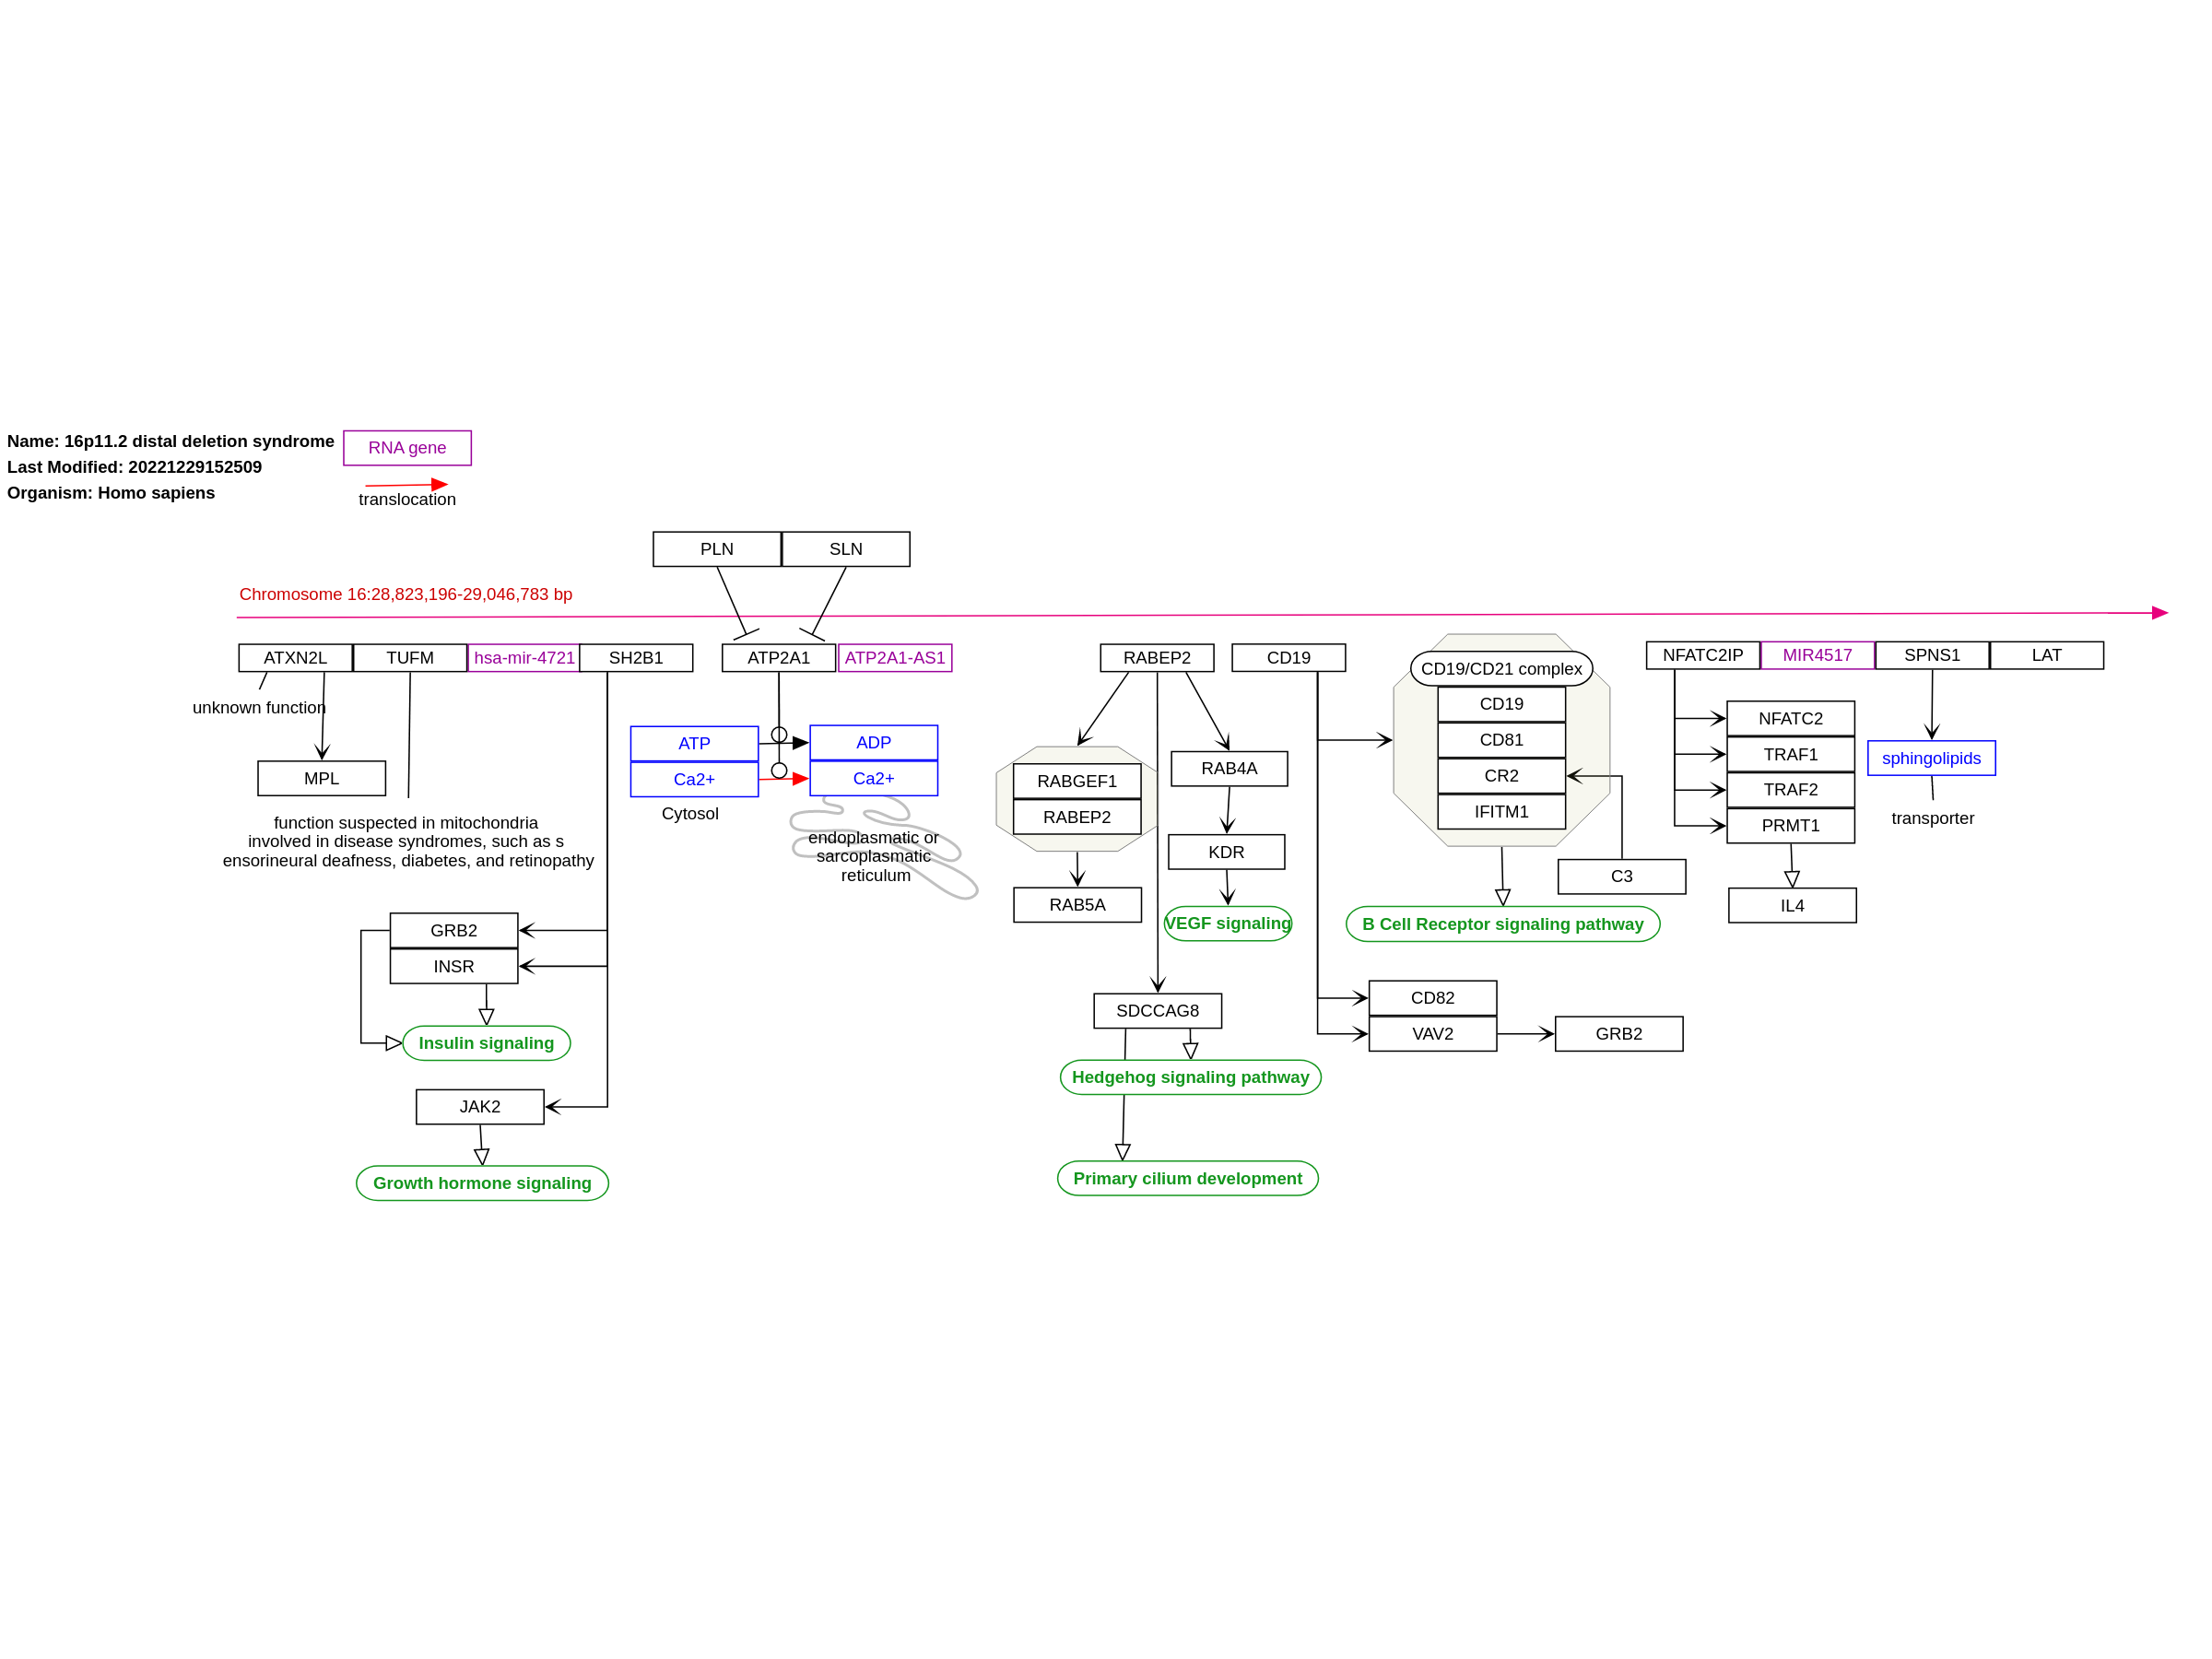 Name: 16p11.2 distal deletion syndrome
Last Modified: 20221229152509
Organism: Homo sapiens
RNA gene
translocation
PLN
SLN
Chromosome 16:28,823,196-29,046,783 bp
ATXN2L
TUFM
hsa-mir-4721
SH2B1
ATP2A1
ATP2A1-AS1
RABEP2
CD19
NFATC2IP
MIR4517
SPNS1
LAT
unknown function
MPL
function suspected in mitochondria
involved in disease syndromes, such as s
ensorineural deafness, diabetes, and retinopathy
ATP
Ca2+
Cytosol
ADP
Ca2+
endoplasmatic or
sarcoplasmatic
reticulum
RABGEF1
RABEP2
RAB5A
RAB4A
KDR
VEGF signaling
CD19/CD21 complex
CD19
CD81
CR2
IFITM1
C3
B Cell Receptor signaling pathway
NFATC2
TRAF1
TRAF2
PRMT1
IL4
sphingolipids
transporter
GRB2
INSR
Insulin signaling
JAK2
Growth hormone signaling
SDCCAG8
Hedgehog signaling pathway
Primary cilium development
CD82
VAV2
GRB2